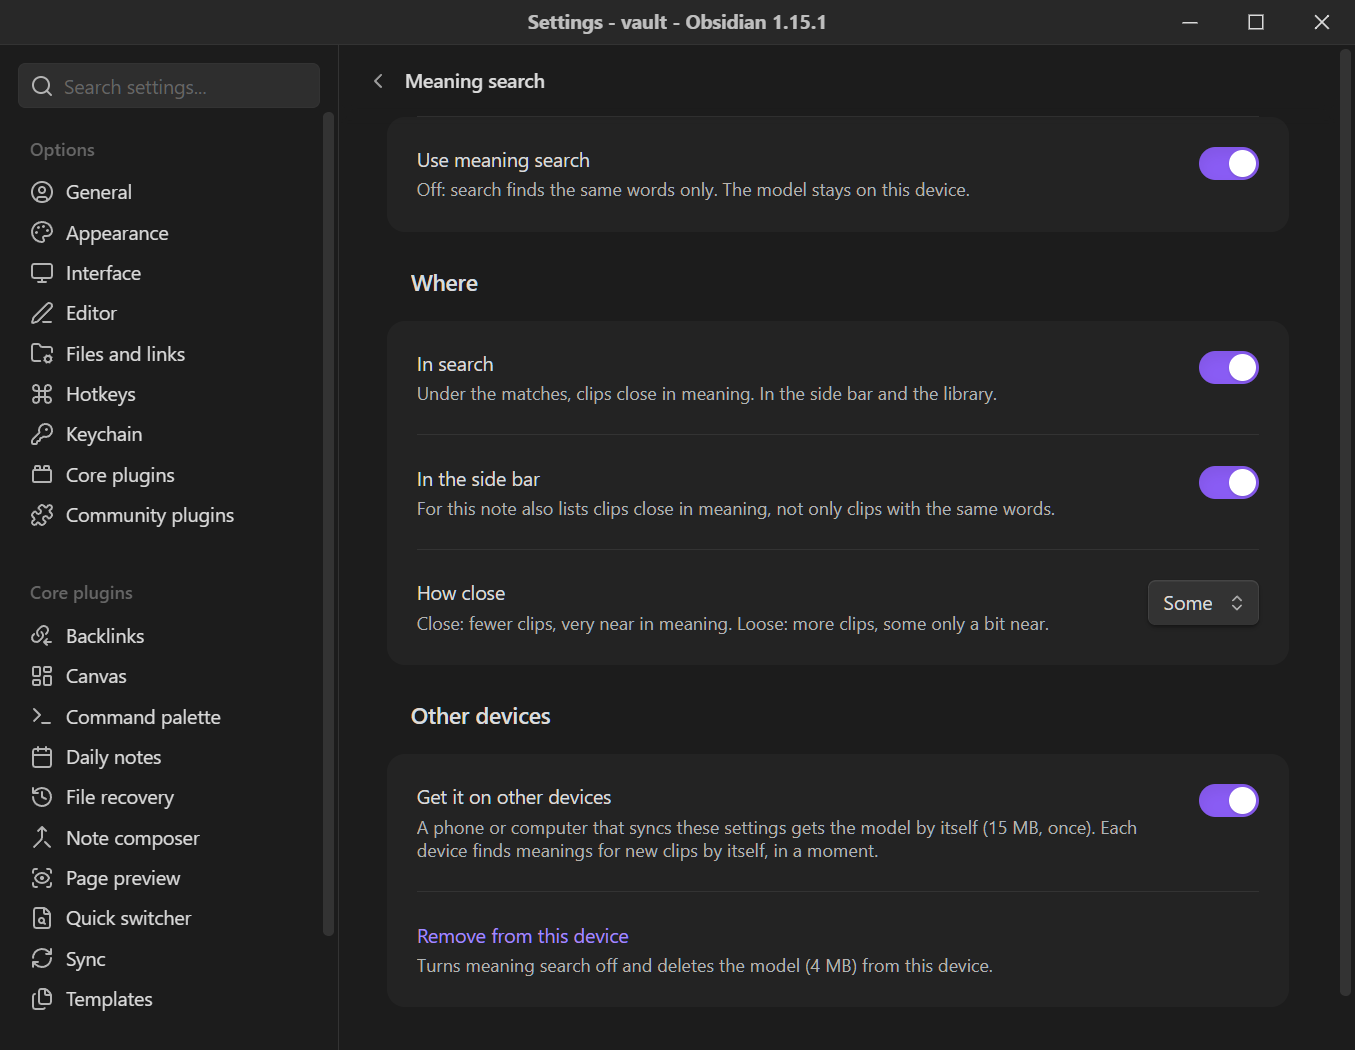 Settings - vault - Obsidian 1.15.1
Search settings...
Options
General
Appearance
Interface
Editor
Files and links
Hotkeys
Keychain
Core plugins
Community plugins
Core plugins
Backlinks
Canvas
Command palette
Daily notes
File recovery
Note composer
Page preview
Quick switcher
Sync
Templates
Meaning search
Use meaning search
Off: search finds the same words only. The model stays on this device.
Where
In search
Under the matches, clips close in meaning. In the side bar and the library.
In the side bar
For this note also lists clips close in meaning, not only clips with the same words.
How close
Close: fewer clips, very near in meaning. Loose: more clips, some only a bit near.
Some
Other devices
Get it on other devices
A phone or computer that syncs these settings gets the model by itself (15 MB, once). Each
device finds meanings for new clips by itself, in a moment.
Remove from this device
Turns meaning search off and deletes the model (4 MB) from this device.